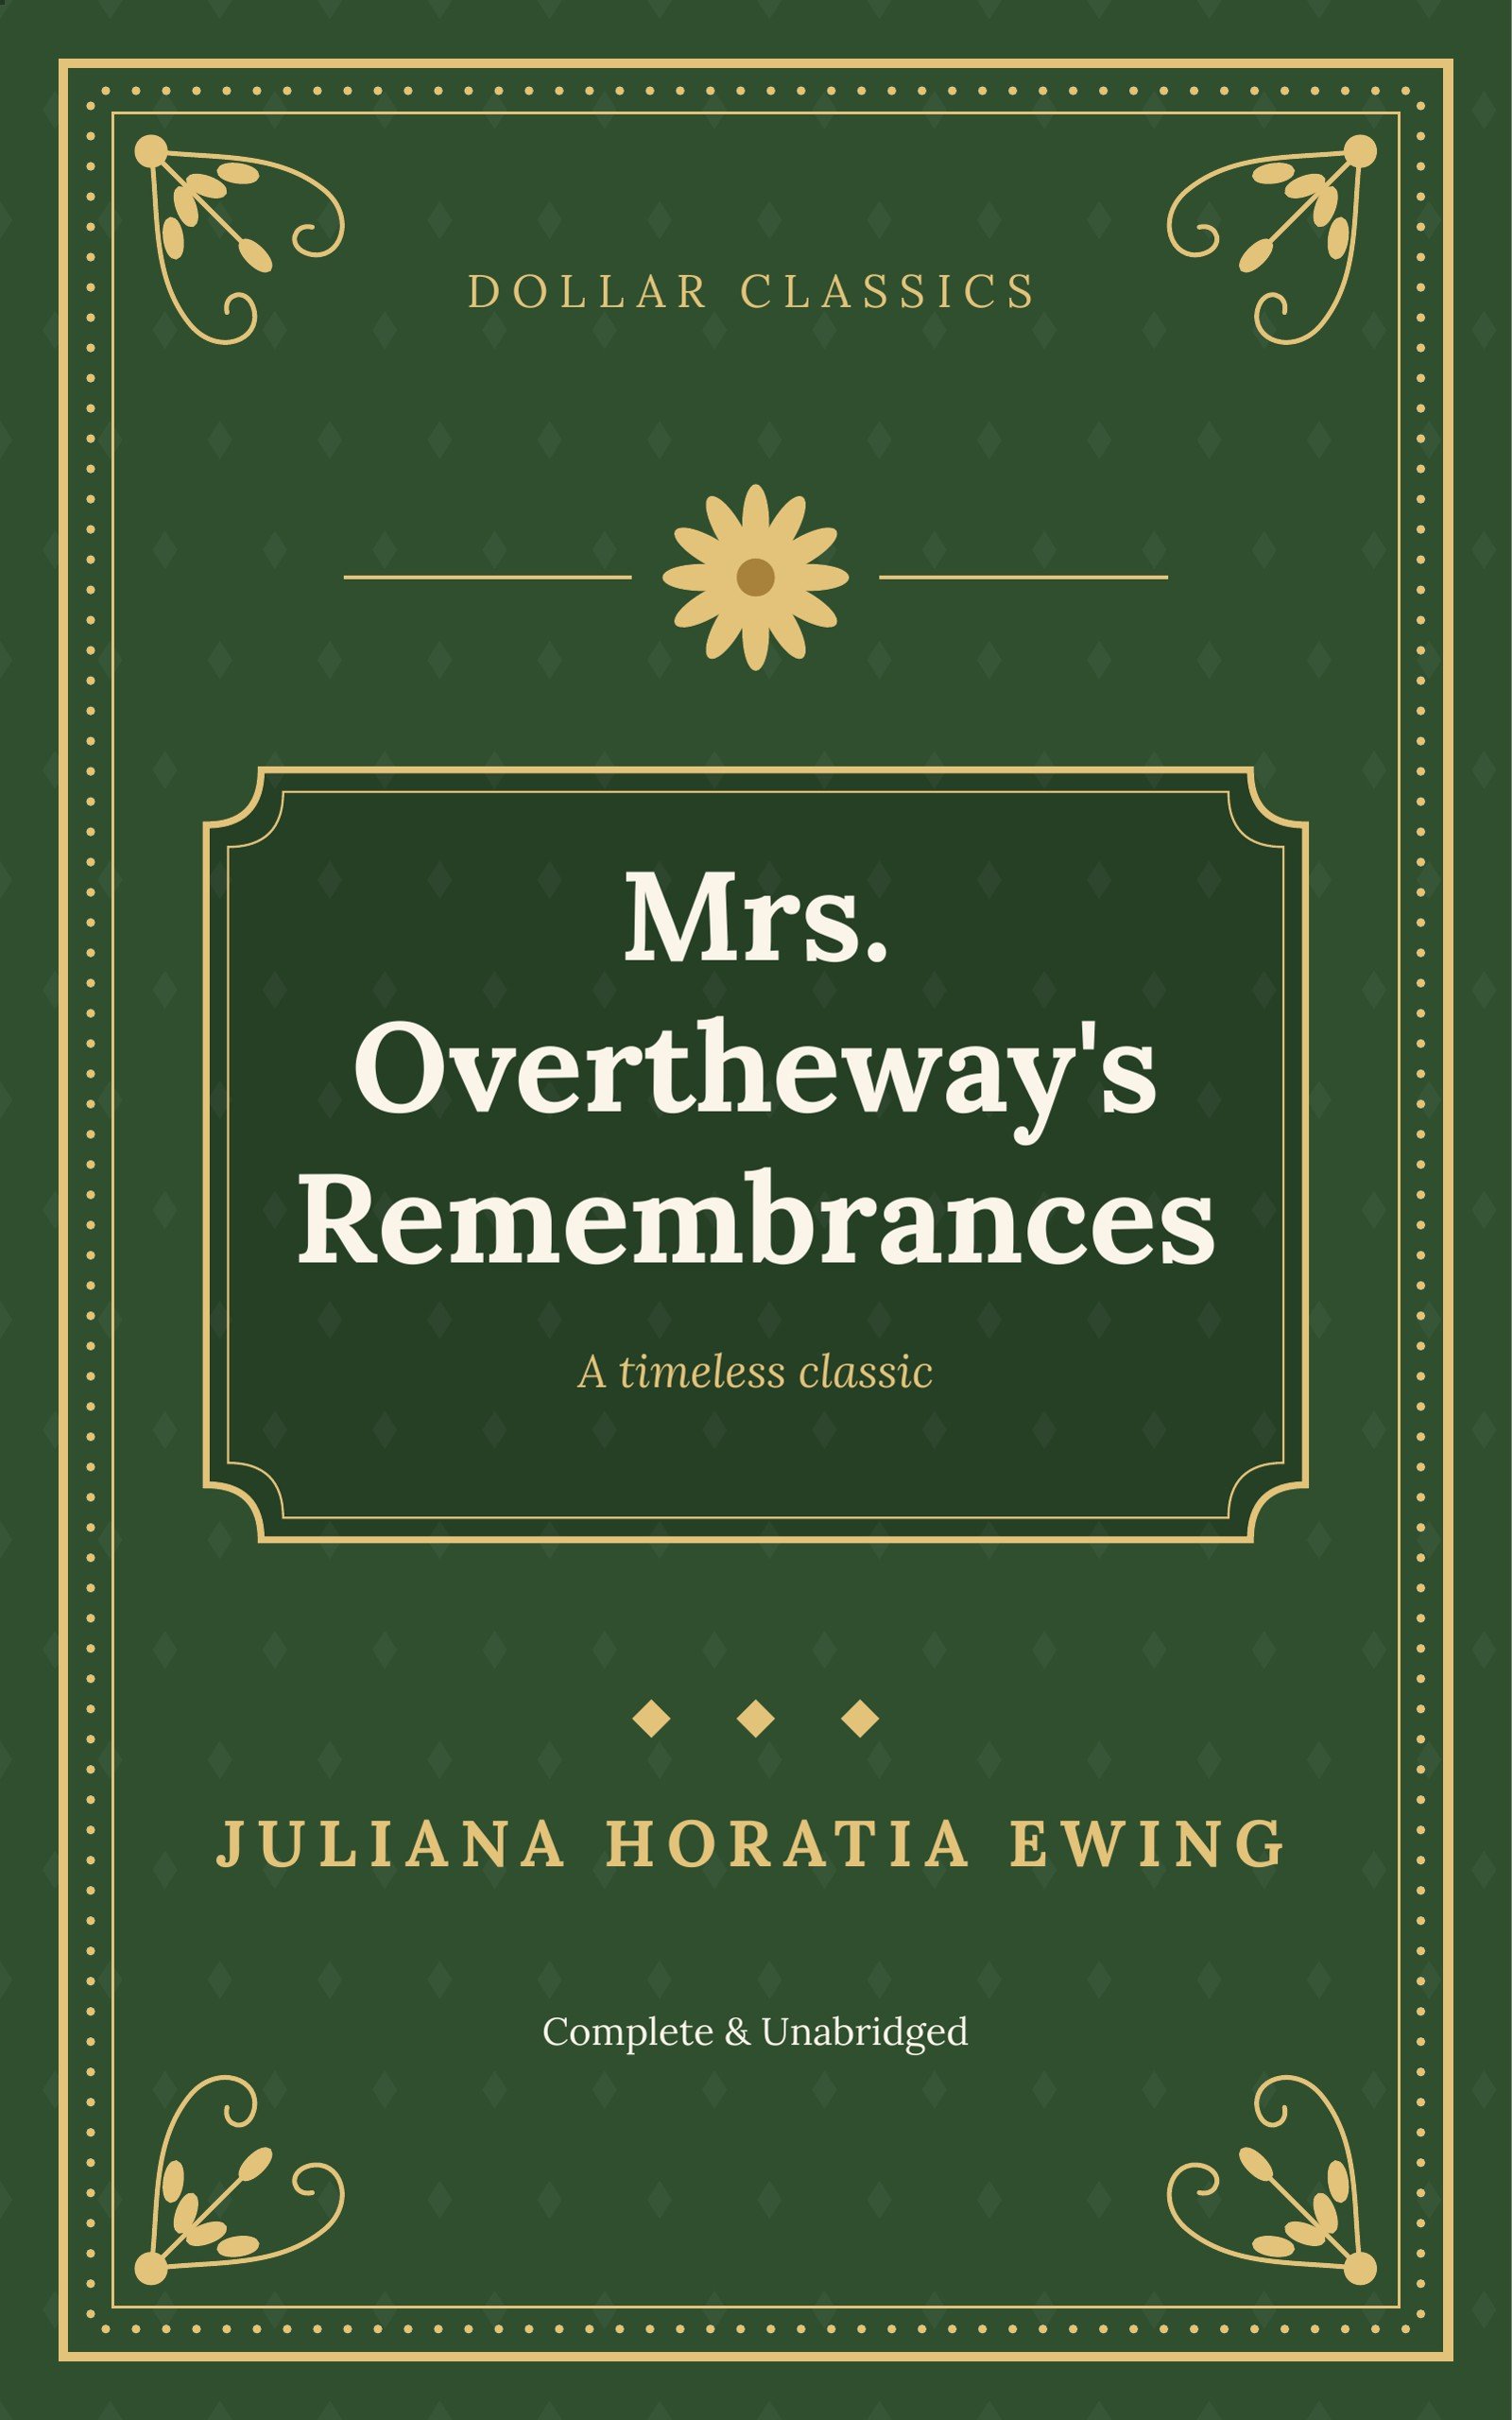 DOLLAR CLASSICS
Mrs.
Overtheway's
Remembrances
A timeless classic
JULIANA HORATIA EWING
Complete & Unabridged